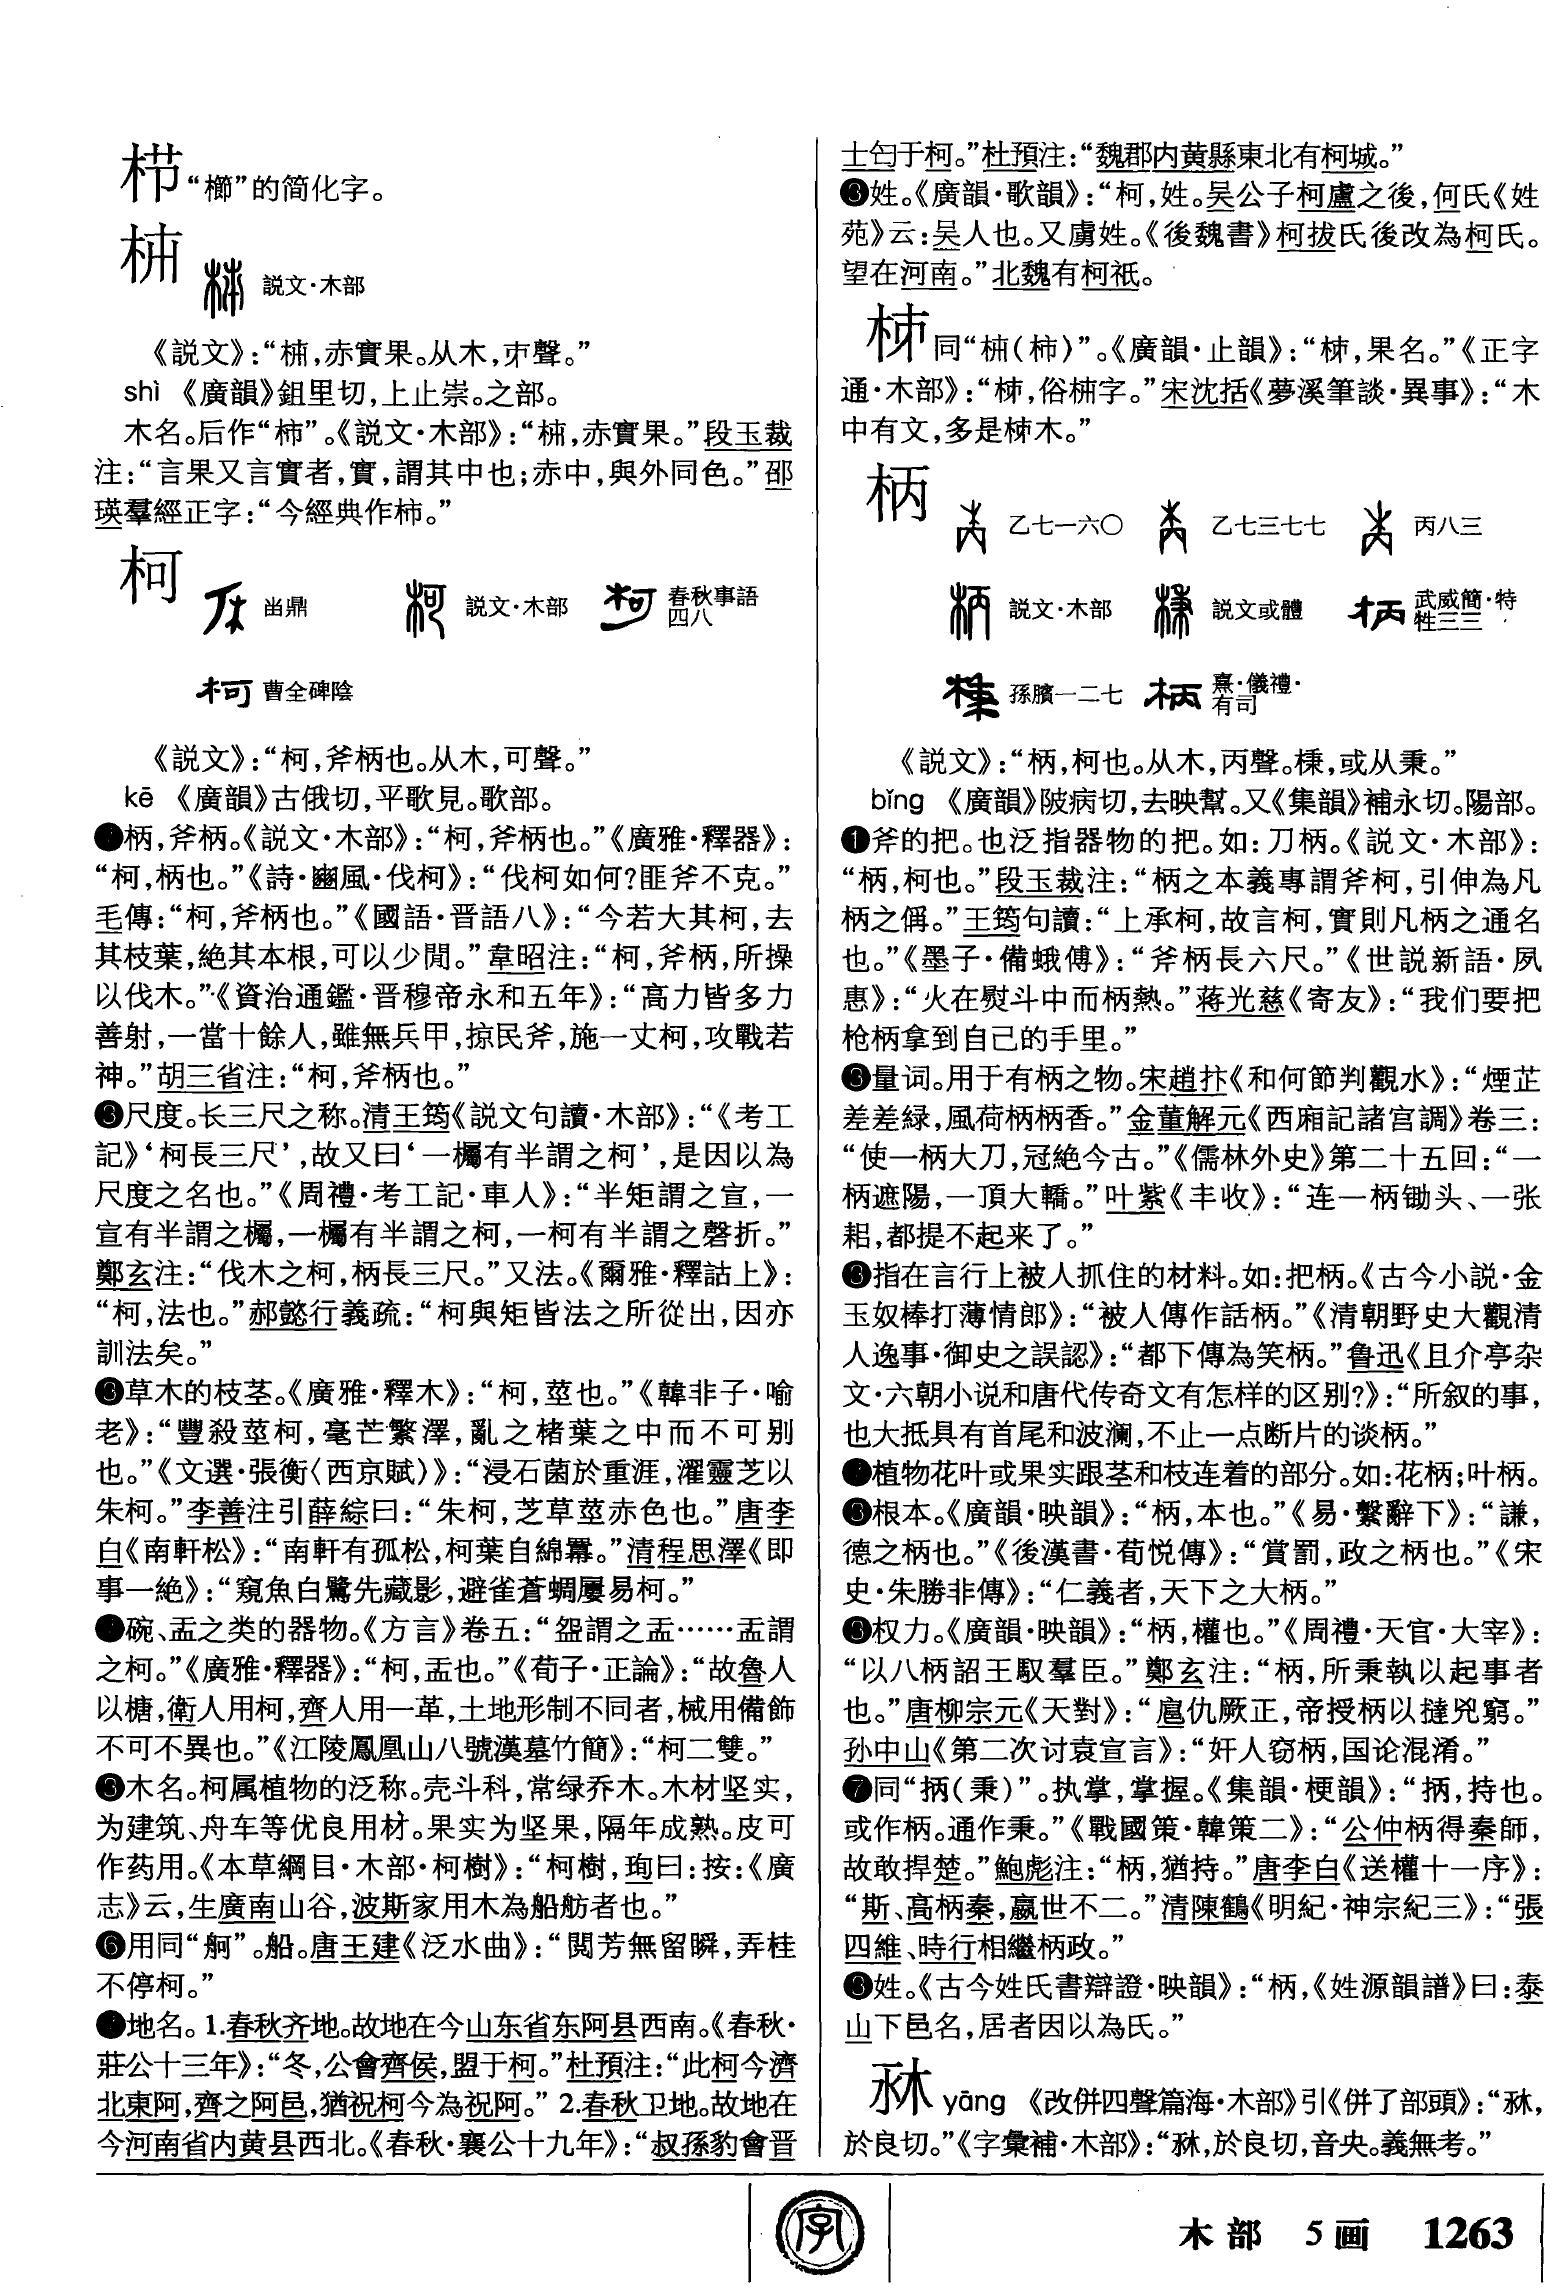 栉“櫛”的简化字。
柹
説文·木部
《説文》：“柹，赤實果。从木，𠂔聲。”
shì 《廣韻》鉏里切，上止崇。之部。
木名。后作“柿”。《説文·木部》：“柹，赤實果。”段玉裁
注：“言果又言實者，實，謂其中也；赤中，與外同色。”邵
瑛羣經正字：“今經典作柿。”
柯
𡴘鼎 説文·木部 春秋事語
四八
曹全碑陰
《説文》：“柯，斧柄也。从木，可聲。”
kē 《廣韻》古俄切，平歌見。歌部。
❶柄，斧柄。《説文·木部》：“柯，斧柄也。”《廣雅·釋器》：
“柯，柄也。”《詩·豳風·伐柯》：“伐柯如何？匪斧不克。”
毛傳：“柯，斧柄也。”《國語·晋語八》：“今若大其柯，去
其枝葉，絶其本根，可以少閒。”韋昭注：“柯，斧柄，所操
以伐木。”《資治通鑑·晋穆帝永和五年》：“高力皆多力
善射，一當十餘人，雖無兵甲，掠民斧，施一丈柯，攻戰若
神。”胡三省注：“柯，斧柄也。”
❷尺度。长三尺之称。清王筠《説文句讀·木部》：“《考工
記》‘柯長三尺’，故又曰‘一欘有半謂之柯’，是因以為
尺度之名也。”《周禮·考工記·車人》：“半矩謂之宣，一
宣有半謂之欘，一欘有半謂之柯，一柯有半謂之磬折。”
鄭玄注：“伐木之柯，柄長三尺。”又法。《爾雅·釋詁上》：
“柯，法也。”郝懿行義疏：“柯與矩皆法之所從出，因亦
訓法矣。”
❸草木的枝茎。《廣雅·釋木》：“柯，莖也。”《韓非子·喻
老》：“豐殺莖柯，毫芒繁澤，亂之楮葉之中而不可别
也。”《文選·張衡〈西京賦〉》：“浸石菌於重涯，濯靈芝以
朱柯。”李善注引薛綜曰：“朱柯，芝草莖赤色也。”唐李
白《南軒松》：“南軒有孤松，柯葉自綿羃。”清程思澤《即
事一絶》：“窺魚白鷺先藏影，避雀蒼蜩屢易柯。”
❹碗、盂之类的器物。《方言》卷五：“㿿謂之盂……盂謂
之柯。”《廣雅·釋器》：“柯，盂也。”《荀子·正論》：“故魯人
以榶，衛人用柯，齊人用一革，土地形制不同者，械用備飾
不可不異也。”《江陵鳳凰山八號漢墓竹簡》：“柯二雙。”
❺木名。柯属植物的泛称。壳斗科，常绿乔木。木材坚实，
为建筑、舟车等优良用材。果实为坚果，隔年成熟。皮可
作药用。《本草綱目·木部·柯樹》：“柯樹，珣曰：按：《廣
志》云，生廣南山谷，波斯家用木為船舫者也。”
❻用同“舸”。船。唐王建《泛水曲》：“閲芳無留瞬，弄桂
不停柯。”
❼地名。1.春秋齐地。故地在今山东省东阿县西南。《春秋·
莊公十三年》：“冬，公會齊侯，盟于柯。”杜預注：“此柯今濟
北東阿，齊之阿邑，猶祝柯今為祝阿。”2.春秋卫地。故地在
今河南省内黄县西北。《春秋·襄公十九年》：“叔孫豹會晋
士匄于柯。”杜預注：“魏郡内黄縣東北有柯城。”
❽姓。《廣韻·歌韻》：“柯，姓。吴公子柯盧之後，何氏《姓
苑》云：吴人也。又虜姓。《後魏書》柯拔氏後改為柯氏。
望在河南。”北魏有柯祇。
柹同“柹（柿）”。《廣韻·止韻》：“柹，果名。”《正字
通·木部》：“柹，俗柹字。”宋沈括《夢溪筆談·異事》：“木
中有文，多是柹木。”
柄
乙七一六〇 乙七三七七 丙八三
説文·木部 説文或體 武威簡·特
牲三三
孫臏一二七 熹·儀禮·
有司
《説文》：“柄，柯也。从木，丙聲。棅，或从秉。”
bǐng 《廣韻》陂病切，去映幫。又《集韻》補永切。陽部。
❶斧的把。也泛指器物的把。如：刀柄。《説文·木部》：
“柄，柯也。”段玉裁注：“柄之本義專謂斧柯，引伸為凡
柄之偁。”王筠句讀：“上承柯，故言柯，實則凡柄之通名
也。”《墨子·備蛾傅》：“斧柄長六尺。”《世説新語·夙
惠》：“火在熨斗中而柄熱。”蒋光慈《寄友》：“我们要把
枪柄拿到自己的手里。”
❷量词。用于有柄之物。宋趙抃《和何節判觀水》：“煙芷
差差緑，風荷柄柄香。”金董解元《西廂記諸宫調》卷三：
“使一柄大刀，冠絶今古。”《儒林外史》第二十五回：“一
柄遮陽，一頂大轎。”叶紫《丰收》：“连一柄锄头、一张
耜，都提不起来了。”
❸指在言行上被人抓住的材料。如：把柄。《古今小説·金
玉奴棒打薄情郎》：“被人傳作話柄。”《清朝野史大觀清
人逸事·御史之誤認》：“都下傳為笑柄。”鲁迅《且介亭杂
文·六朝小说和唐代传奇文有怎样的区别？》：“所叙的事，
也大抵具有首尾和波澜，不止一点断片的谈柄。”
❹植物花叶或果实跟茎和枝连着的部分。如：花柄；叶柄。
❺根本。《廣韻·映韻》：“柄，本也。”《易·繫辭下》：“謙，
德之柄也。”《後漢書·荀悦傳》：“賞罰，政之柄也。”《宋
史·朱勝非傳》：“仁義者，天下之大柄。”
❻权力。《廣韻·映韻》：“柄，權也。”《周禮·天官·大宰》：
“以八柄詔王馭羣臣。”鄭玄注：“柄，所秉執以起事者
也。”唐柳宗元《天對》：“扈仇厥正，帝授柄以撻兇窮。”
孙中山《第二次讨袁宣言》：“奸人窃柄，国论混淆。”
❼同“抦（秉）”。执掌，掌握。《集韻·梗韻》：“抦，持也。
或作柄。通作秉。”《戰國策·韓策二》：“公仲柄得秦師，
故敢捍楚。”鮑彪注：“柄，猶持。”唐李白《送權十一序》：
“斯、高柄秦，嬴世不二。”清陳鶴《明紀·神宗紀三》：“張
四維、時行相繼柄政。”
❽姓。《古今姓氏書辯證·映韻》：“柄，《姓源韻譜》曰：泰
山下邑名，居者因以為氏。”
yāng 《改併四聲篇海·木部》引《併了部頭》：“
於良切。”《字彙補·木部》：“於良切，音央。義無考。”
字
木部 5画 1263